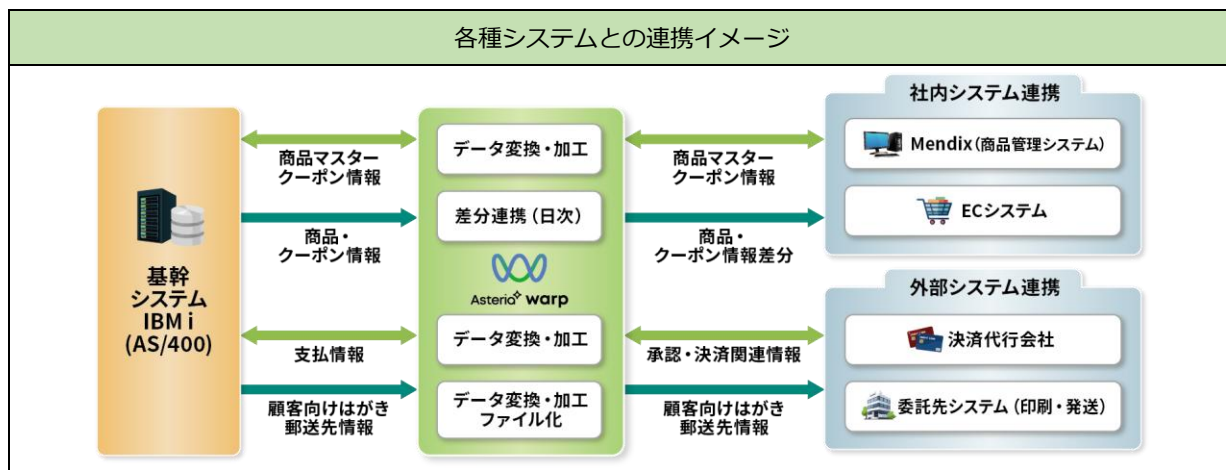 各種システムとの連携イメージ
基幹
システム
IBM i
(AS/400)
商品マスター
クーポン情報
商品・
クーポン情報
支払情報
顧客向けはがき
郵送先情報
データ変換・加工
差分連携(日次)
Asteria warp
データ変換・加工
データ変換・加工
ファイル化
商品マスター
クーポン情報
商品・
クーポン情報差分
承認・決済関連情報
顧客向けはがき
郵送先情報
社内システム連携
Mendix(商品管理システム)
ECシステム
外部システム連携
決済代行会社
委託先システム(印刷・発送)